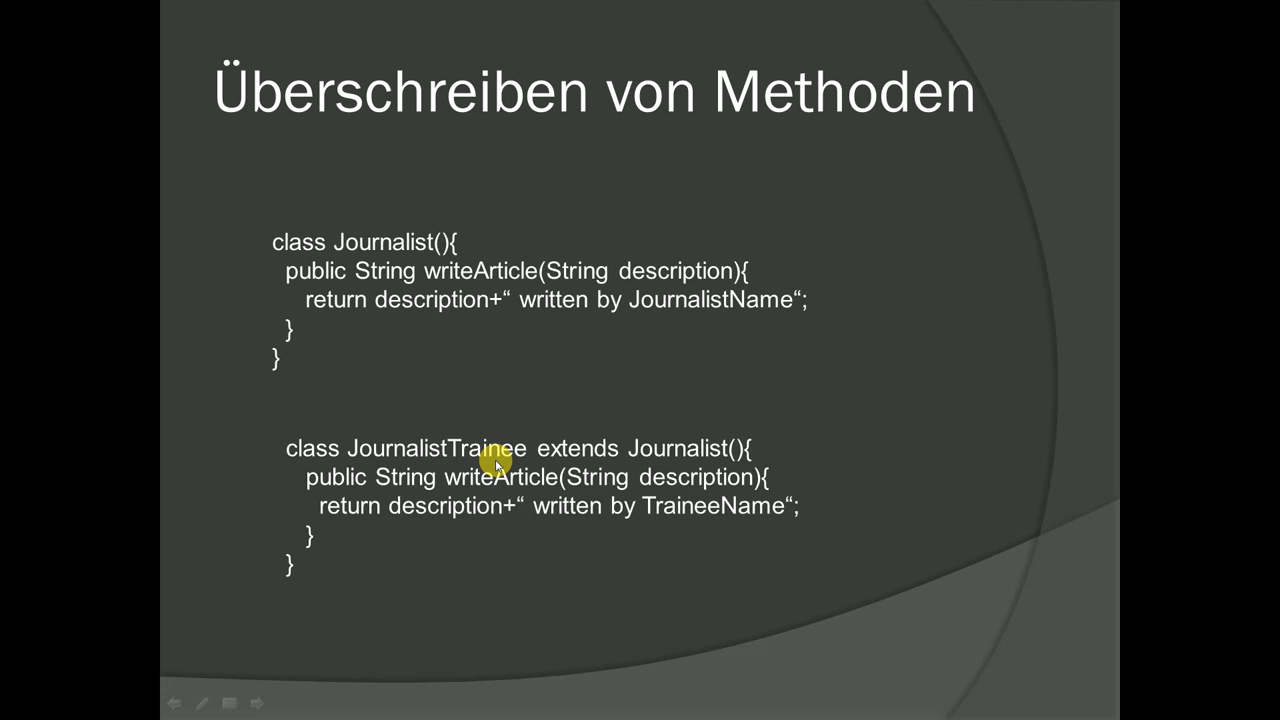 Überschreiben von Methoden
class Journalist(){
public String writeArticle(String description){
return description+“ written by JournalistName“;
}
}
class JournalistTrainee extends Journalist(){
public String writeArticle(String description){
return description+“ written by TraineeName“;
}
}